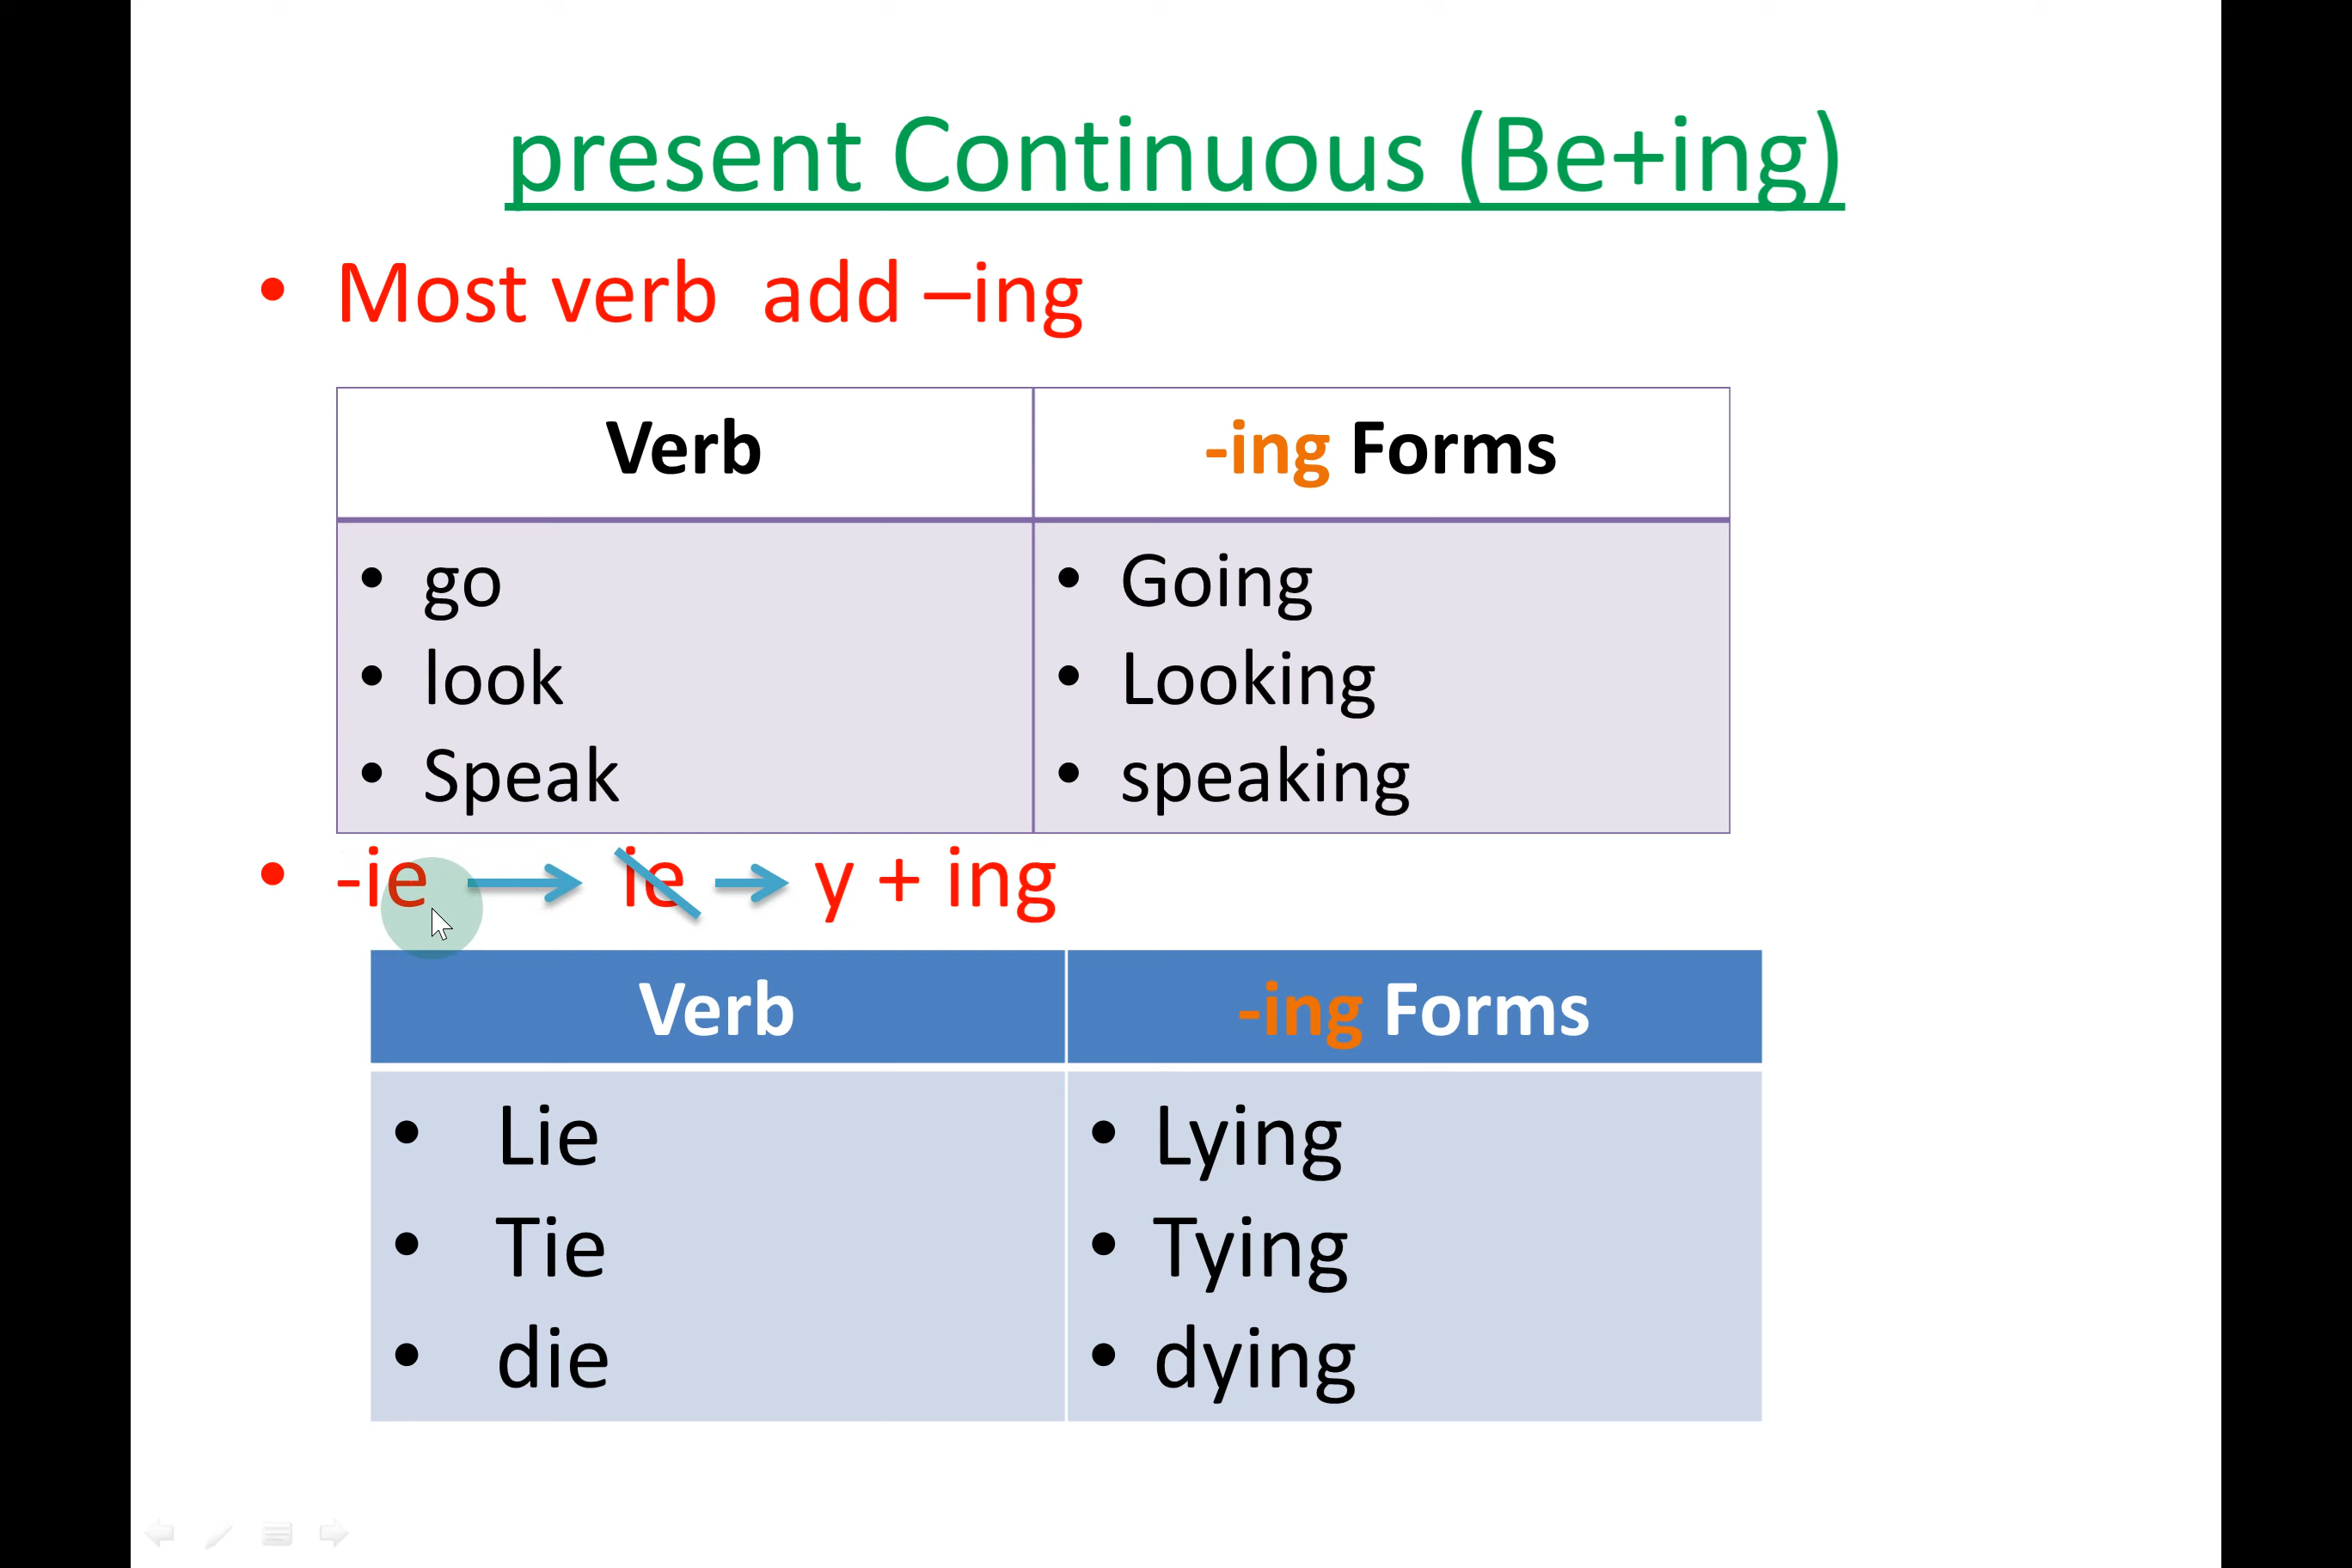 present Continuous (Be+ing)
• Most verb add –ing
Verb -ing Forms
• go • Going
• look • Looking
• Speak • speaking
• -ie → ie → y + ing
Verb -ing Forms
• Lie • Lying
• Tie • Tying
• die • dying